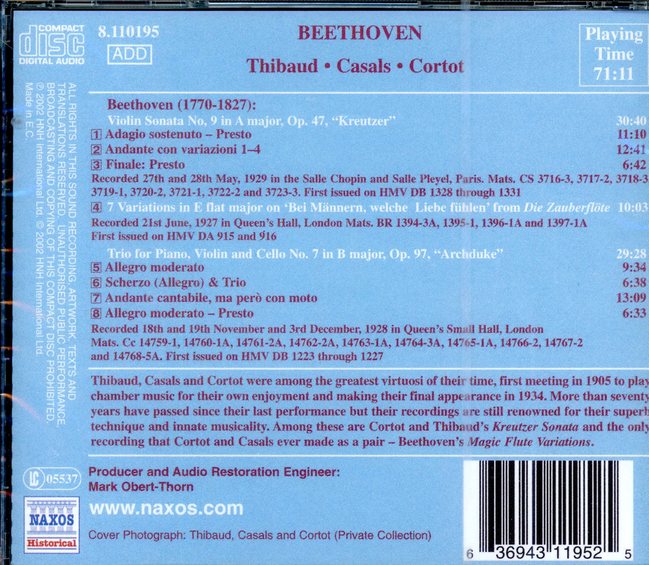 COMPACT
disc
DIGITAL AUDIO
8.110195
ADD
BEETHOVEN
Thibaud • Casals • Cortot
Playing
Time
71:11
Beethoven (1770-1827):
Violin Sonata No, 9 in A major, Op. 47, “Kreutzer” 30:40
1 Adagio sostenuto – Presto 11:10
2 Andante con variazioni 1–4 12:41
3 Finale: Presto 6:42
Recorded 27th and 28th May, 1929 in the Salle Chopin and Salle Pleyel, Paris. Mats. CS 3716-3, 3717-2, 3718-3
3719-1, 3720-2, 3721-1, 3722-2 and 3723-3. First issued on HMV DB 1328 through 1331
4 7 Variations in E flat major on ‘Bei Männern, welche Liebe fühlen’ from Die Zauberflöte 10:03
Recorded 21st June, 1927 in Queen’s Hall, London Mats. BR 1394-3A, 1395-1, 1396-1A and 1397-1A
First issued on HMV DA 915 and 916
Trio for Piano, Violin and Cello No. 7 in B major, Op. 97, “Archduke” 29:28
5 Allegro moderato 9:34
6 Scherzo (Allegro) & Trio 6:38
7 Andante cantabile, ma però con moto 13:09
8 Allegro moderato – Presto 6:33
Recorded 18th and 19th November and 3rd December, 1928 in Queen’s Small Hall, London
Mats. Cc 14759-1, 14760-1A, 14761-2A, 14762-2A, 14763-1A, 14764-3A, 14765-1A, 14766-2, 14767-2
and 14768-5A. First issued on HMV DB 1223 through 1227
Thibaud, Casals and Cortot were among the greatest virtuosi of their time, first meeting in 1905 to play
chamber music for their own enjoyment and making their final appearance in 1934. More than seventy
years have passed since their last performance but their recordings are still renowned for their superb
technique and innate musicality. Among these are Cortot and Thibaud’s Kreutzer Sonata and the only
recording that Cortot and Casals ever made as a pair – Beethoven’s Magic Flute Variations.
ALL RIGHTS IN THIS SOUND RECORDING, ARTWORK, TEXTS AND
TRANSLATIONS RESERVED. UNAUTHORISED PUBLIC PERFORMANCE,
BROADCASTING AND COPYING OF THIS COMPACT DISC PROHIBITED.
℗ 2002 HNH International Ltd. © 2002 HNH International Ltd.
Made in E.C.
LC 05537
Producer and Audio Restoration Engineer:
Mark Obert-Thorn
NAXOS
Historical
www.naxos.com
Cover Photograph: Thibaud, Casals and Cortot (Private Collection)
6 36943 11952 5